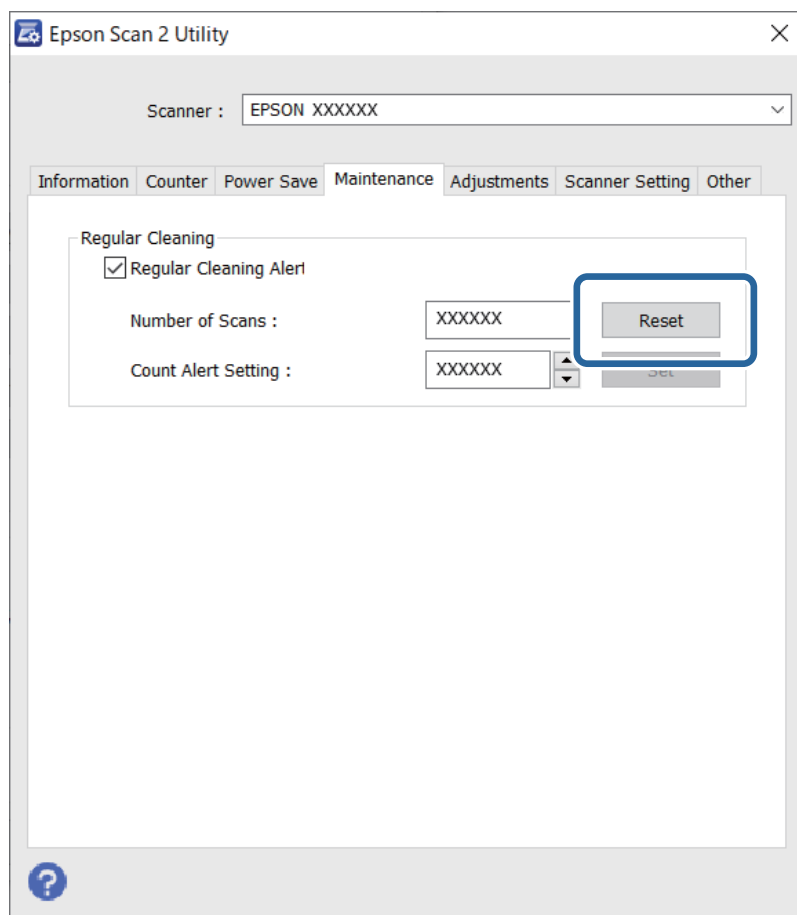 Epson Scan 2 Utility
Scanner : EPSON XXXXXX
Information Counter Power Save Maintenance Adjustments Scanner Setting Other
Regular Cleaning
Regular Cleaning Alert
Number of Scans : XXXXXX Reset
Count Alert Setting : XXXXXX Set
?